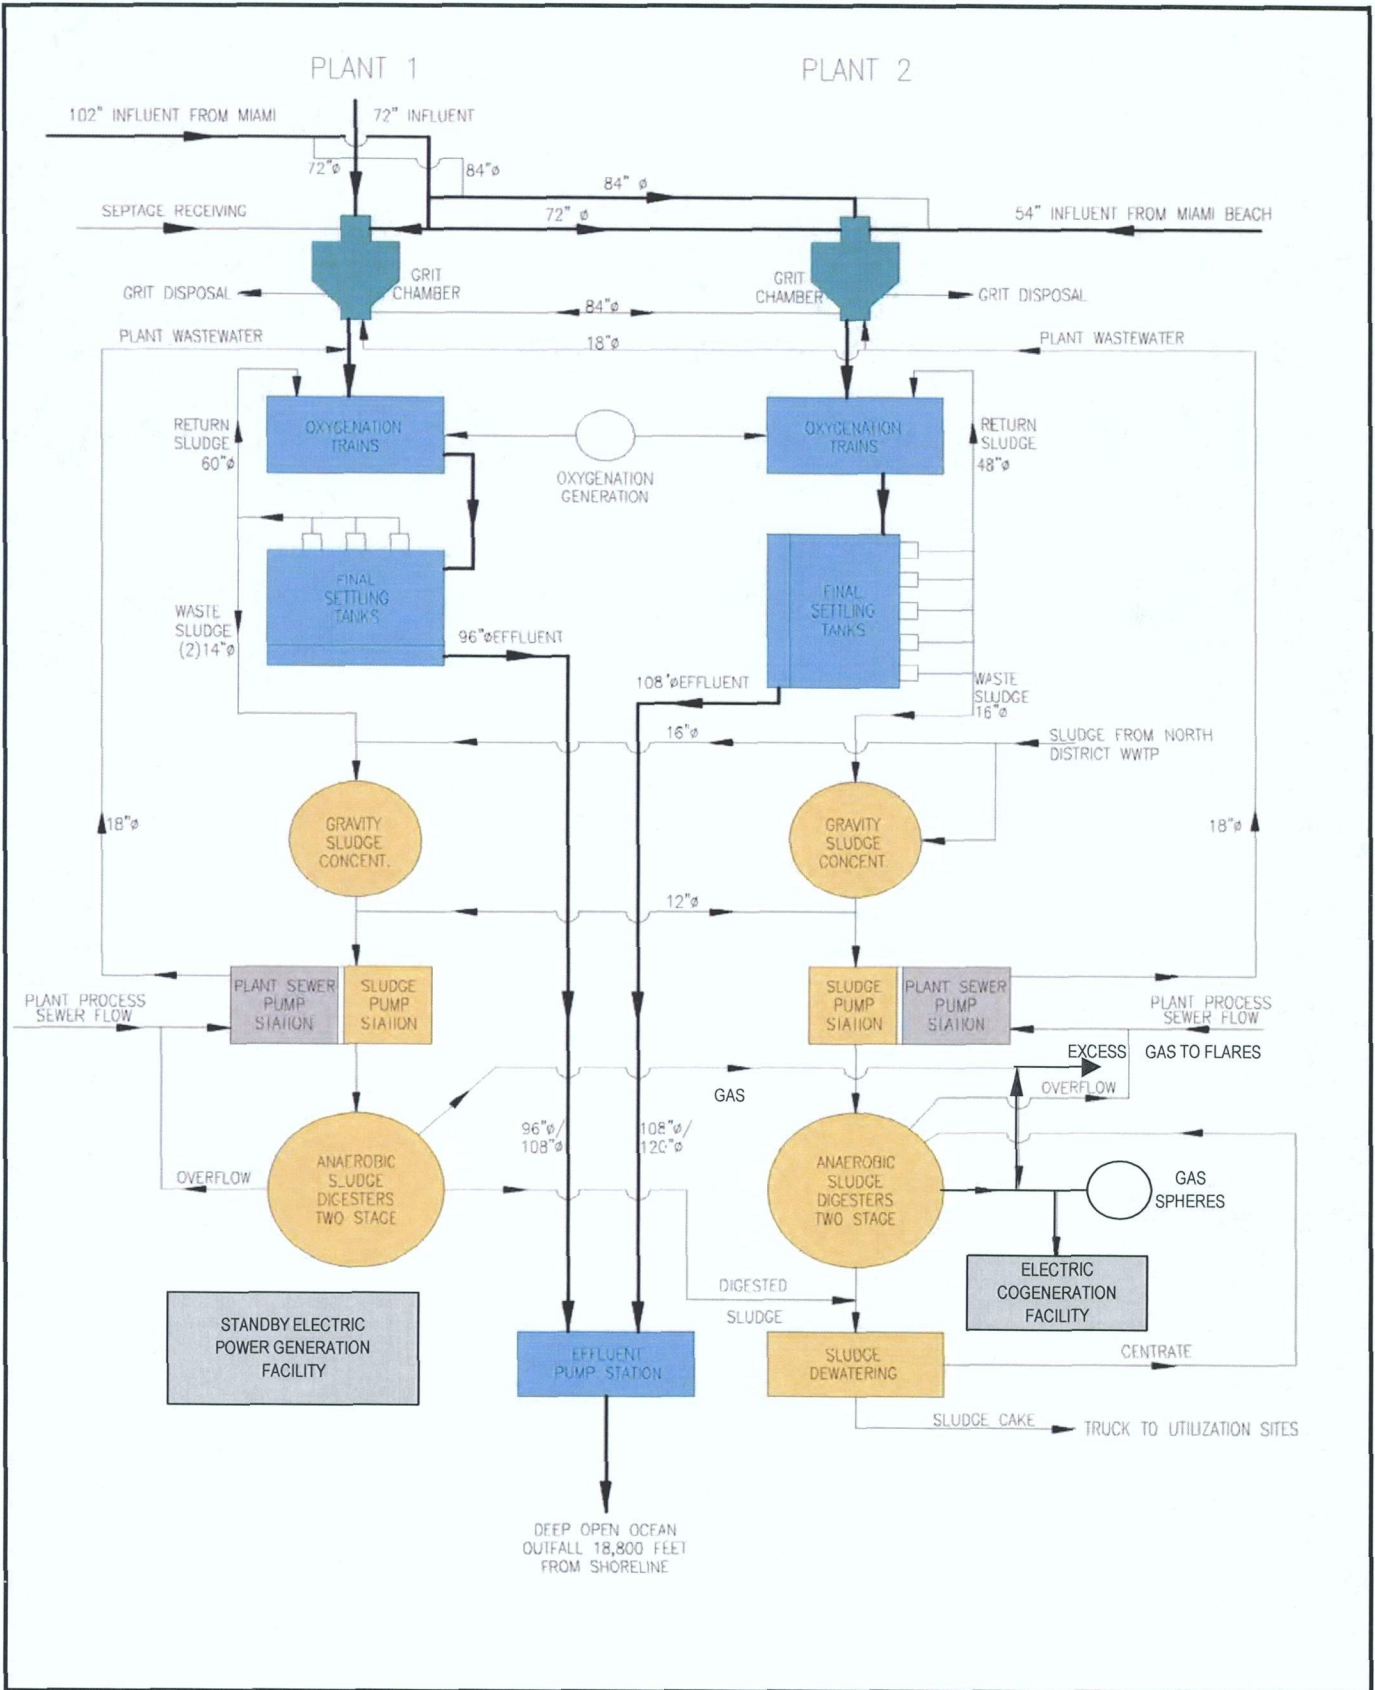 PLANT 1
PLANT 2
102" INFLUENT FROM MIAMI
72" INFLUENT
72"ø
84"ø
84" ø
SEPTAGE RECEIVING
72" ø
54" INFLUENT FROM MIAMI BEACH
GRIT
CHAMBER
GRIT
CHAMBER
GRIT DISPOSAL
GRIT DISPOSAL
84"ø
PLANT WASTEWATER
18"ø
PLANT WASTEWATER
RETURN
SLUDGE
60"ø
OXYGENATION
TRAINS
OXYGENATION
GENERATION
OXYGENATION
TRAINS
RETURN
SLUDGE
48"ø
FINAL
SETTLING
TANKS
FINAL
SETTLING
TANKS
WASTE
SLUDGE
(2)14"ø
96"øEFFLUENT
108'øEFFLUENT
WASTE
SLUDGE
16"ø
16"ø
SLUDGE FROM NORTH
DISTRICT WWTP
GRAVITY
SLUDGE
CONCENT.
GRAVITY
SLUDGE
CONCENT.
18"ø
18"ø
12"ø
PLANT SEWER
PUMP
STATION
SLUDGE
PUMP
STATION
SLUDGE
PUMP
STATION
PLANT SEWER
PUMP
STATION
PLANT PROCESS
SEWER FLOW
PLANT PROCESS
SEWER FLOW
EXCESS
GAS TO FLARES
GAS
OVERFLOW
96"ø/
108"ø
108"ø/
120"ø
ANAEROBIC
SLUDGE
DIGESTERS
TWO STAGE
ANAEROBIC
SLUDGE
DIGESTERS
TWO STAGE
OVERFLOW
GAS
SPHERES
ELECTRIC
COGENERATION
FACILITY
DIGESTED
SLUDGE
STANDBY ELECTRIC
POWER GENERATION
FACILITY
EFFLUENT
PUMP STATION
SLUDGE
DEWATERING
CENTRATE
SLUDGE CAKE
TRUCK TO UTILIZATION SITES
DEEP OPEN OCEAN
OUTFALL 18,800 FEET
FROM SHORELINE